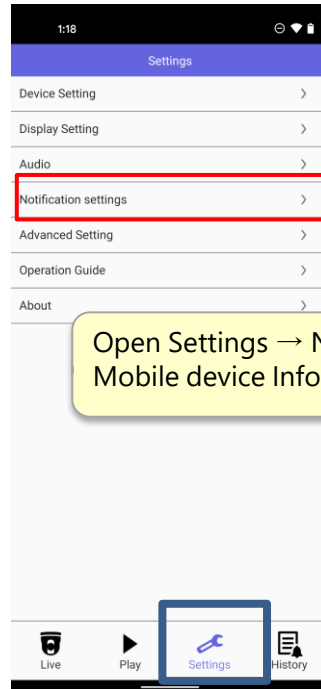 1:18
Settings
Device Setting
Display Setting
Audio
Notification settings
Advanced Setting
Operation Guide
About
Open Settings →
Mobile device Info
Live
Play
Settings
History